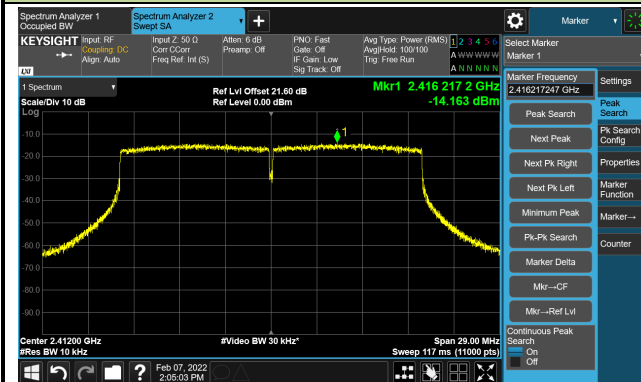 Spectrum Analyzer 1
Occupied BW
Spectrum Analyzer 2
Swept SA
Marker
KEYSIGHT
Input: RF
Coupling: DC
Align: Auto
Input Z: 50 Ω
Corr CCorr
Freq Ref: Int (S)
Atten: 6 dB
Preamp: Off
PNO: Fast
Gate: Off
IF Gain: Low
Sig Track: Off
Avg Type: Power (RMS)
Avg|Hold: 100/100
Trig: Free Run
1 2 3 4 5 6
A W W W W W
A N N N N N
LXI
Select Marker
Marker 1
Marker Frequency
2.416217247 GHz
Settings
Peak Search
Peak
Search
Next Peak
Pk Search
Config
Next Pk Right
Properties
Next Pk Left
Marker
Function
Minimum Peak
Marker→
Pk-Pk Search
Counter
Marker Delta
Mkr→CF
Mkr→Ref Lvl
Continuous Peak
Search
On
Off
1 Spectrum
Scale/Div 10 dB
Ref Lvl Offset 21.60 dB
Ref Level 0.00 dBm
Mkr1 2.416 217 2 GHz
-14.163 dBm
Log
1
-10.0
-20.0
-30.0
-40.0
-50.0
-60.0
-70.0
-80.0
-90.0
Center 2.41200 GHz
#Res BW 10 kHz
#Video BW 30 kHz*
Span 29.00 MHz
Sweep 117 ms (11000 pts)
?
Feb 07, 2022
2:05:03 PM